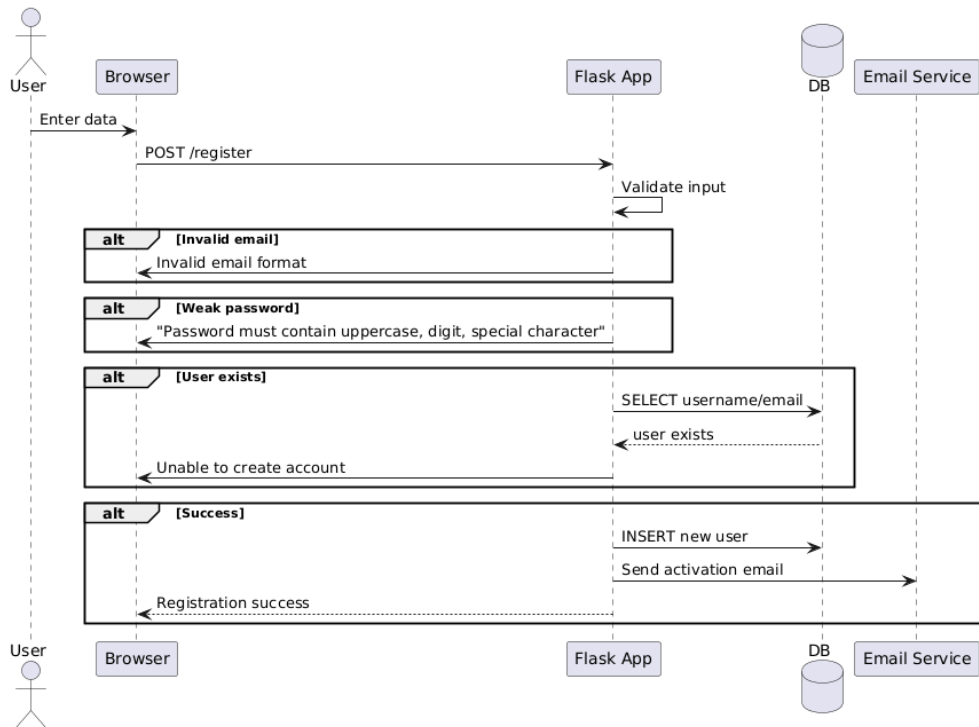 User
Browser
Flask App
DB
Email Service
Enter data
POST /register
Validate input
alt [Invalid email]
Invalid email format
alt [Weak password]
"Password must contain uppercase, digit, special character"
alt [User exists]
SELECT username/email
user exists
Unable to create account
alt [Success]
INSERT new user
Send activation email
Registration success
User
Browser
Flask App
DB
Email Service